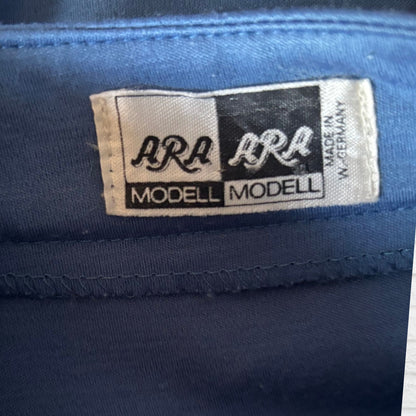 ARA ARA
MODELL MODELL
MADE IN
W.-GERMANY